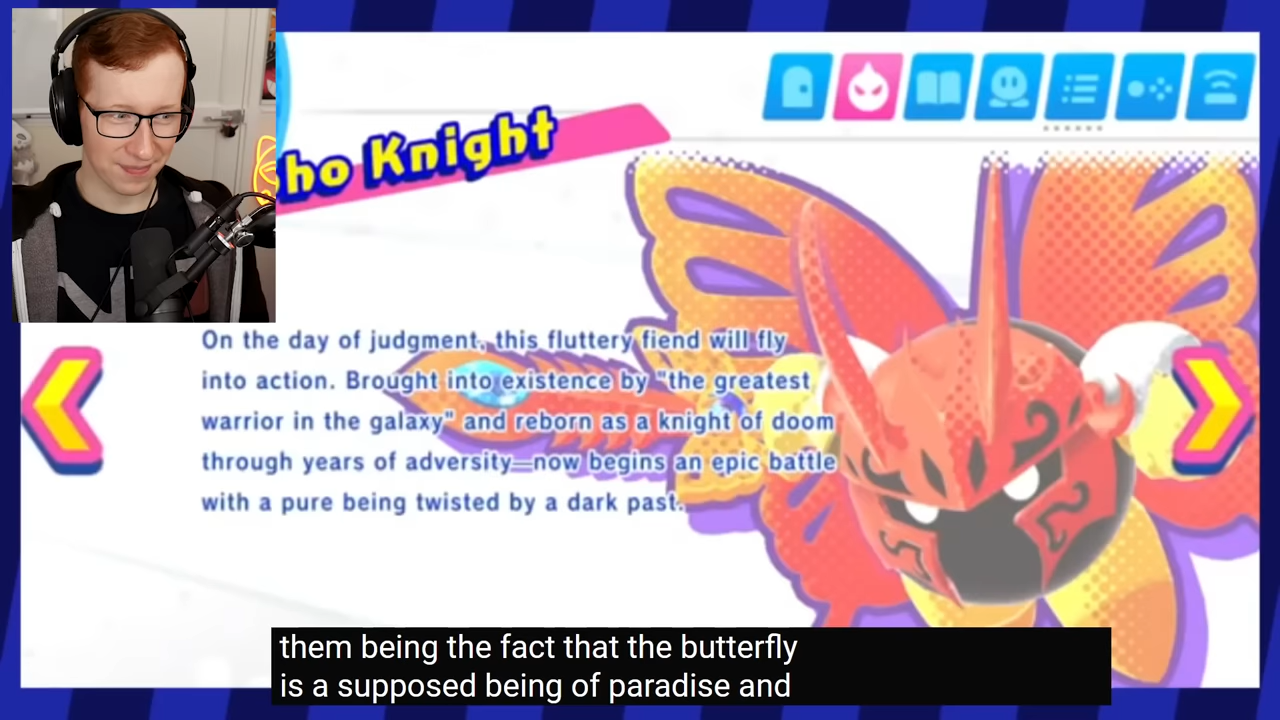 ho Knight
On the day of judgment, this fluttery fiend will fly
into action. Brought into existence by "the greatest
warrior in the galaxy" and reborn as a knight of doom
through years of adversity—now begins an epic battle
with a pure being twisted by a dark past.
them being the fact that the butterfly
is a supposed being of paradise and